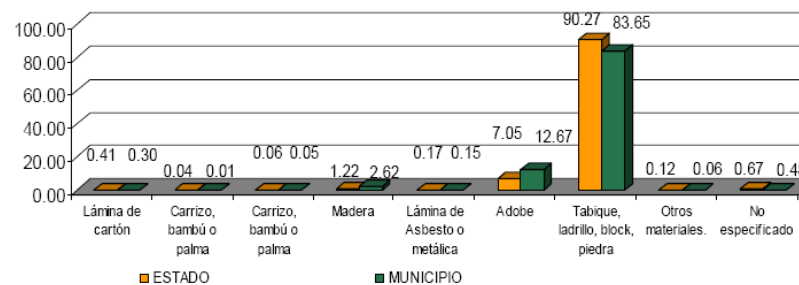 100.00
80.00
60.00
40.00
20.00
0.00
0.41 0.30
0.04 0.01
0.06 0.05
1.22 2.62
0.17 0.15
7.05 12.67
90.27 83.65
0.12 0.06
0.67
Lámina de
cartón
Carrizo,
bambú o
palma
Carrizo,
bambú o
palma
Madera
Lámina de
Asbesto o
metálica
Adobe
Tabique,
ladrillo, block,
piedra
Otros
materiales.
No
especificado
ESTADO
MUNICIPIO